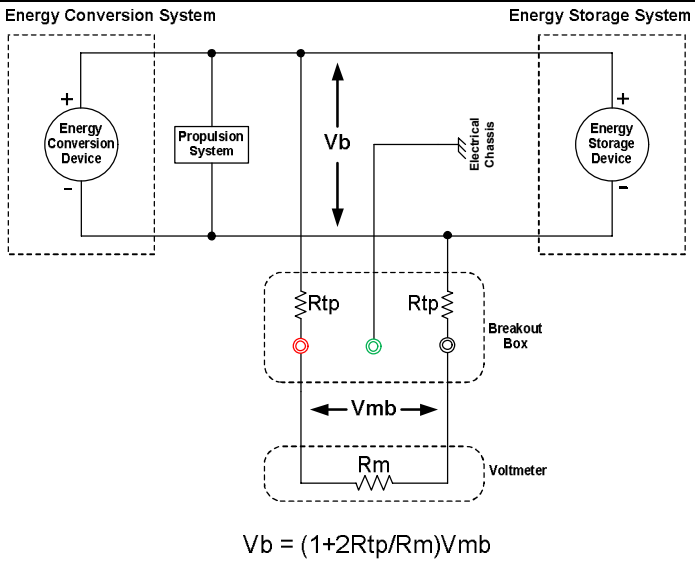 Energy Conversion System
Energy Storage System
+
Energy
Conversion
Device
-
Propulsion
System
Vb
Electrical
Chassis
+
Energy
Storage
Device
-
Rtp
Rtp
Breakout
Box
Vmb
Rm
Voltmeter
Vb = (1+2Rtp/Rm)Vmb